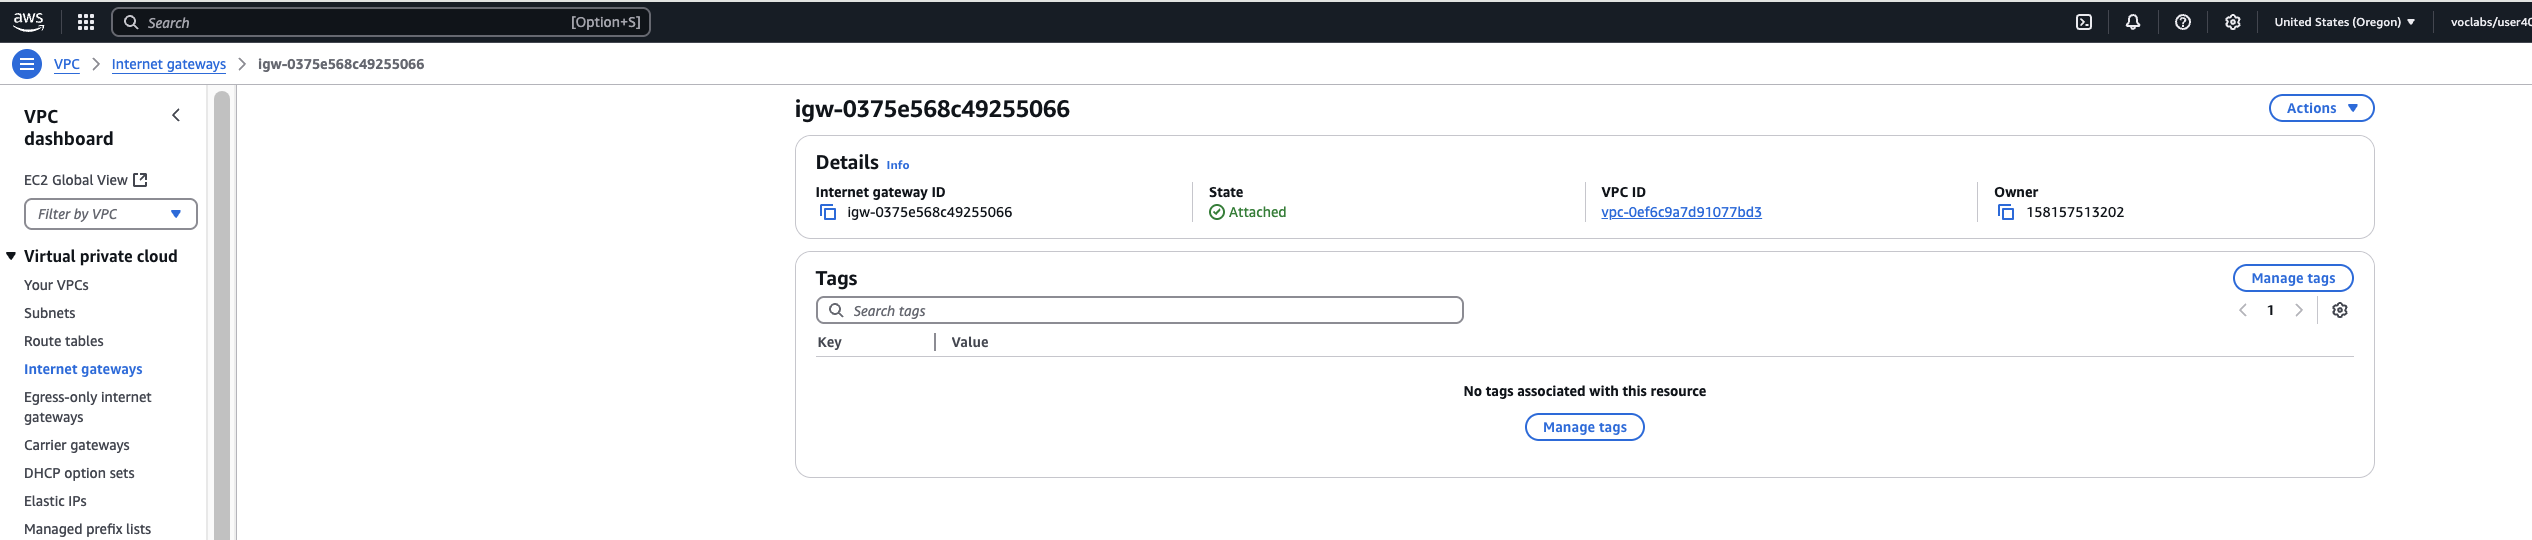 aws
Search [Option+S]
United States (Oregon)
VPC
Internet gateways
igw-0375e568c49255066
VPC
dashboard
EC2 Global View
Filter by VPC
Virtual private cloud
Your VPCs
Subnets
Route tables
Internet gateways
Egress-only internet
gateways
Carrier gateways
DHCP option sets
Elastic IPs
Managed prefix lists
igw-0375e568c49255066
Actions
Details Info
Internet gateway ID
igw-0375e568c49255066
State
Attached
VPC ID
vpc-0ef6c9a7d91077bd3
Owner
158157513202
Tags
Manage tags
Search tags
1
Key Value
No tags associated with this resource
Manage tags